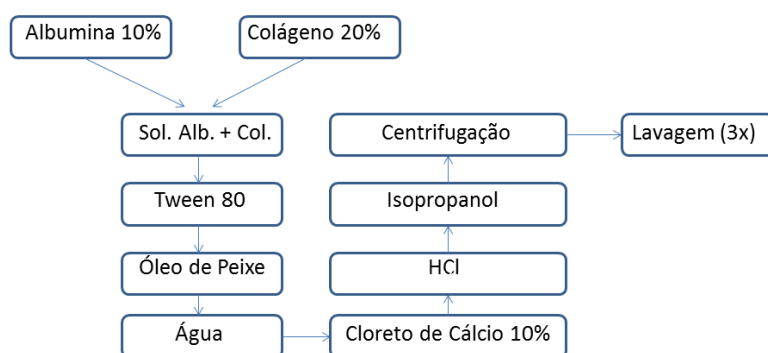 Albumina 10%
Colágeno 20%
Sol. Alb. + Col.
Tween 80
Óleo de Peixe
Água
Cloreto de Cálcio 10%
HCl
Isopropanol
Centrifugação
Lavagem (3x)